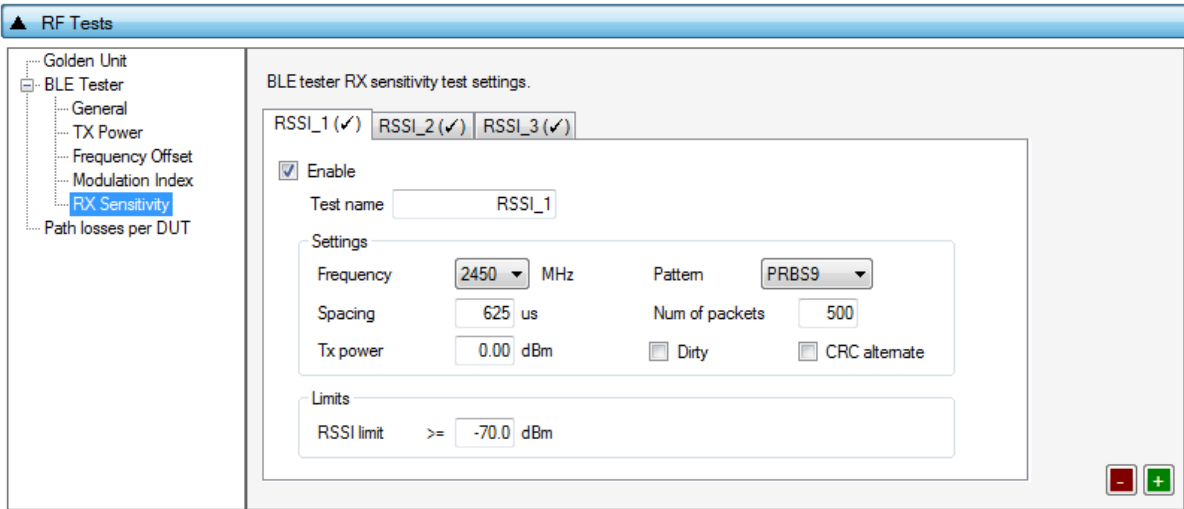 ▲ RF Tests
Golden Unit
BLE Tester
General
TX Power
Frequency Offset
Modulation Index
RX Sensitivity
Path losses per DUT
BLE tester RX sensitivity test settings.
RSSI_1 (✓) RSSI_2 (✓) RSSI_3 (✓)
Enable
Test name RSSI_1
Settings
Frequency 2450 MHz Pattern PRBS9
Spacing 625 us Num of packets 500
Tx power 0.00 dBm Dirty CRC alternate
Limits
RSSI limit >= -70.0 dBm
- +